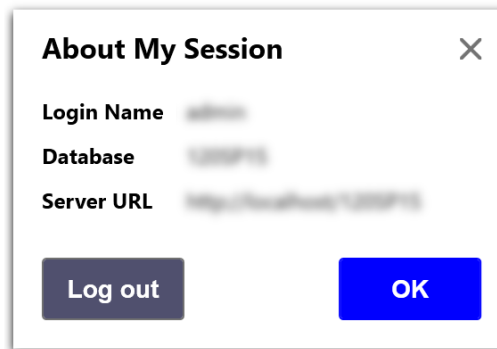 About My Session
Login Name
Database
Server URL
Log out
OK